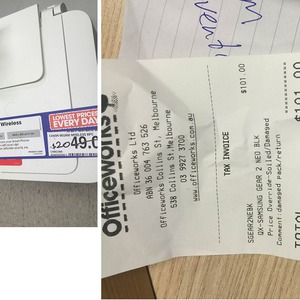 Wireless
LOWEST PRICES
EVERY DAY
$2049.0
Officeworks
Officeworks Ltd
ABN 36 004 763 526
Officeworks Collins St, Melbourne
538 Collins St Melbourne
03 9927 3700
www.officeworks.com.au
TAX INVOICE
$101.00
SGEAR2NEBK
QX-SAMSUNG GEAR 2 NEO BLK
Price Override-Soiled/Damaged
Comment damaged pack/return
TOTAL
$101.00